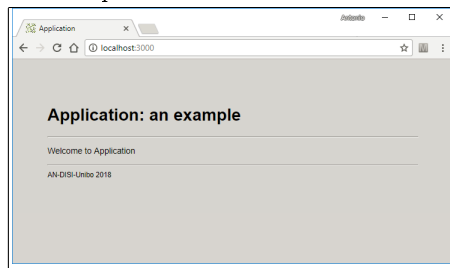 Antonio
Application
localhost:3000
Application: an example
Welcome to Application
AN-DISI-Unibo 2018